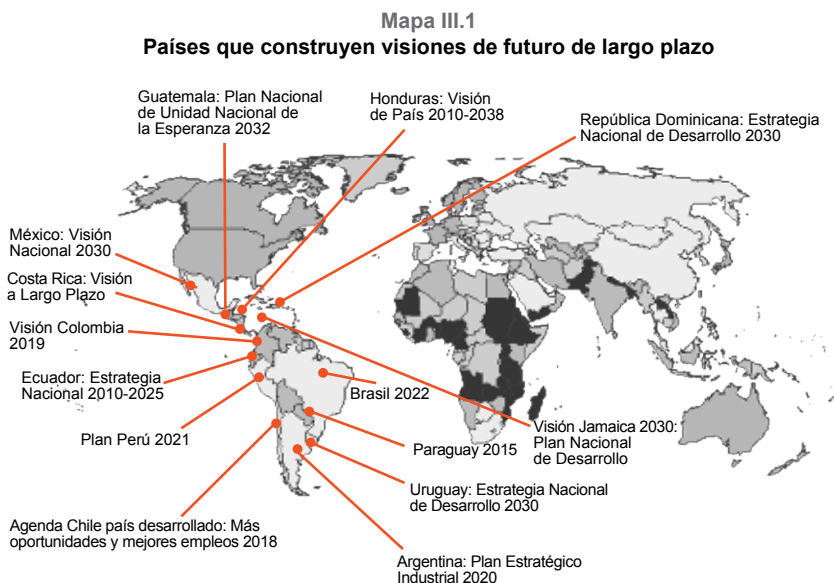 Mapa III.1
Países que construyen visiones de futuro de largo plazo
Guatemala: Plan Nacional
de Unidad Nacional de
la Esperanza 2032
Honduras: Visión
de País 2010-2038
República Dominicana: Estrategia
Nacional de Desarrollo 2030
México: Visión
Nacional 2030
Costa Rica: Visión
a Largo Plazo
Visión Colombia
2019
Ecuador: Estrategia
Nacional 2010-2025
Plan Perú 2021
Brasil 2022
Paraguay 2015
Visión Jamaica 2030:
Plan Nacional
de Desarrollo
Uruguay: Estrategia Nacional
de Desarrollo 2030
Agenda Chile país desarrollado: Más
oportunidades y mejores empleos 2018
Argentina: Plan Estratégico
Industrial 2020